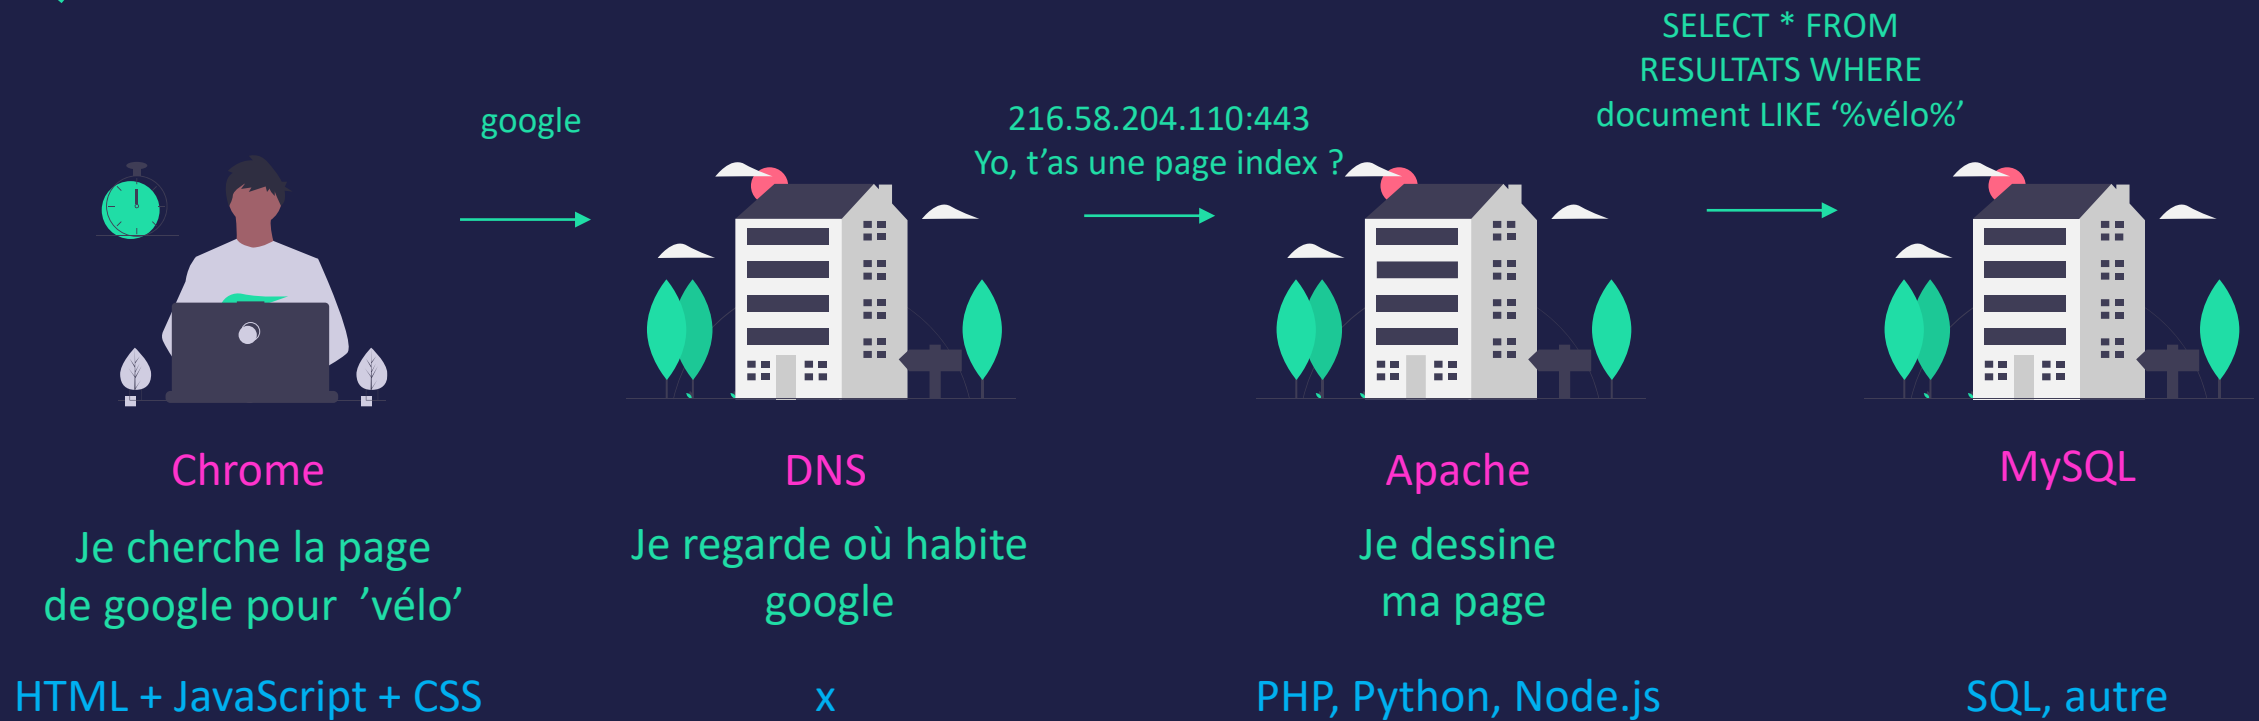 SELECT * FROM
RESULTATS WHERE
document LIKE ‘%vélo%’
google
216.58.204.110:443
Yo, t’as une page index ?
Chrome
DNS
Apache
MySQL
Je cherche la page
de google pour ’vélo’
Je regarde où habite
google
Je dessine
ma page
HTML + JavaScript + CSS
x
PHP, Python, Node.js
SQL, autre